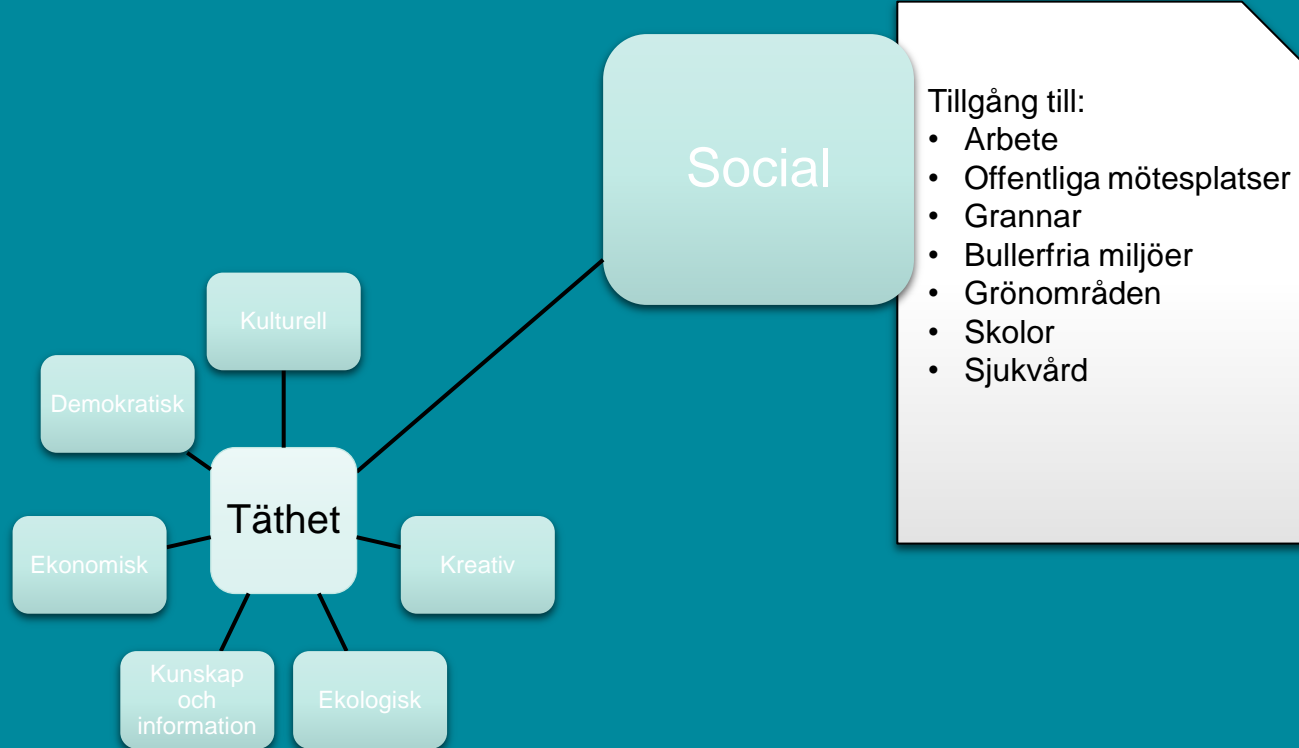 Social
Tillgång till:
• Arbete
• Offentliga mötesplatser
• Grannar
• Bullerfria miljöer
• Grönområden
• Skolor
• Sjukvård
Kulturell
Demokratisk
Täthet
Ekonomisk
Kreativ
Kunskap
och
information
Ekologisk